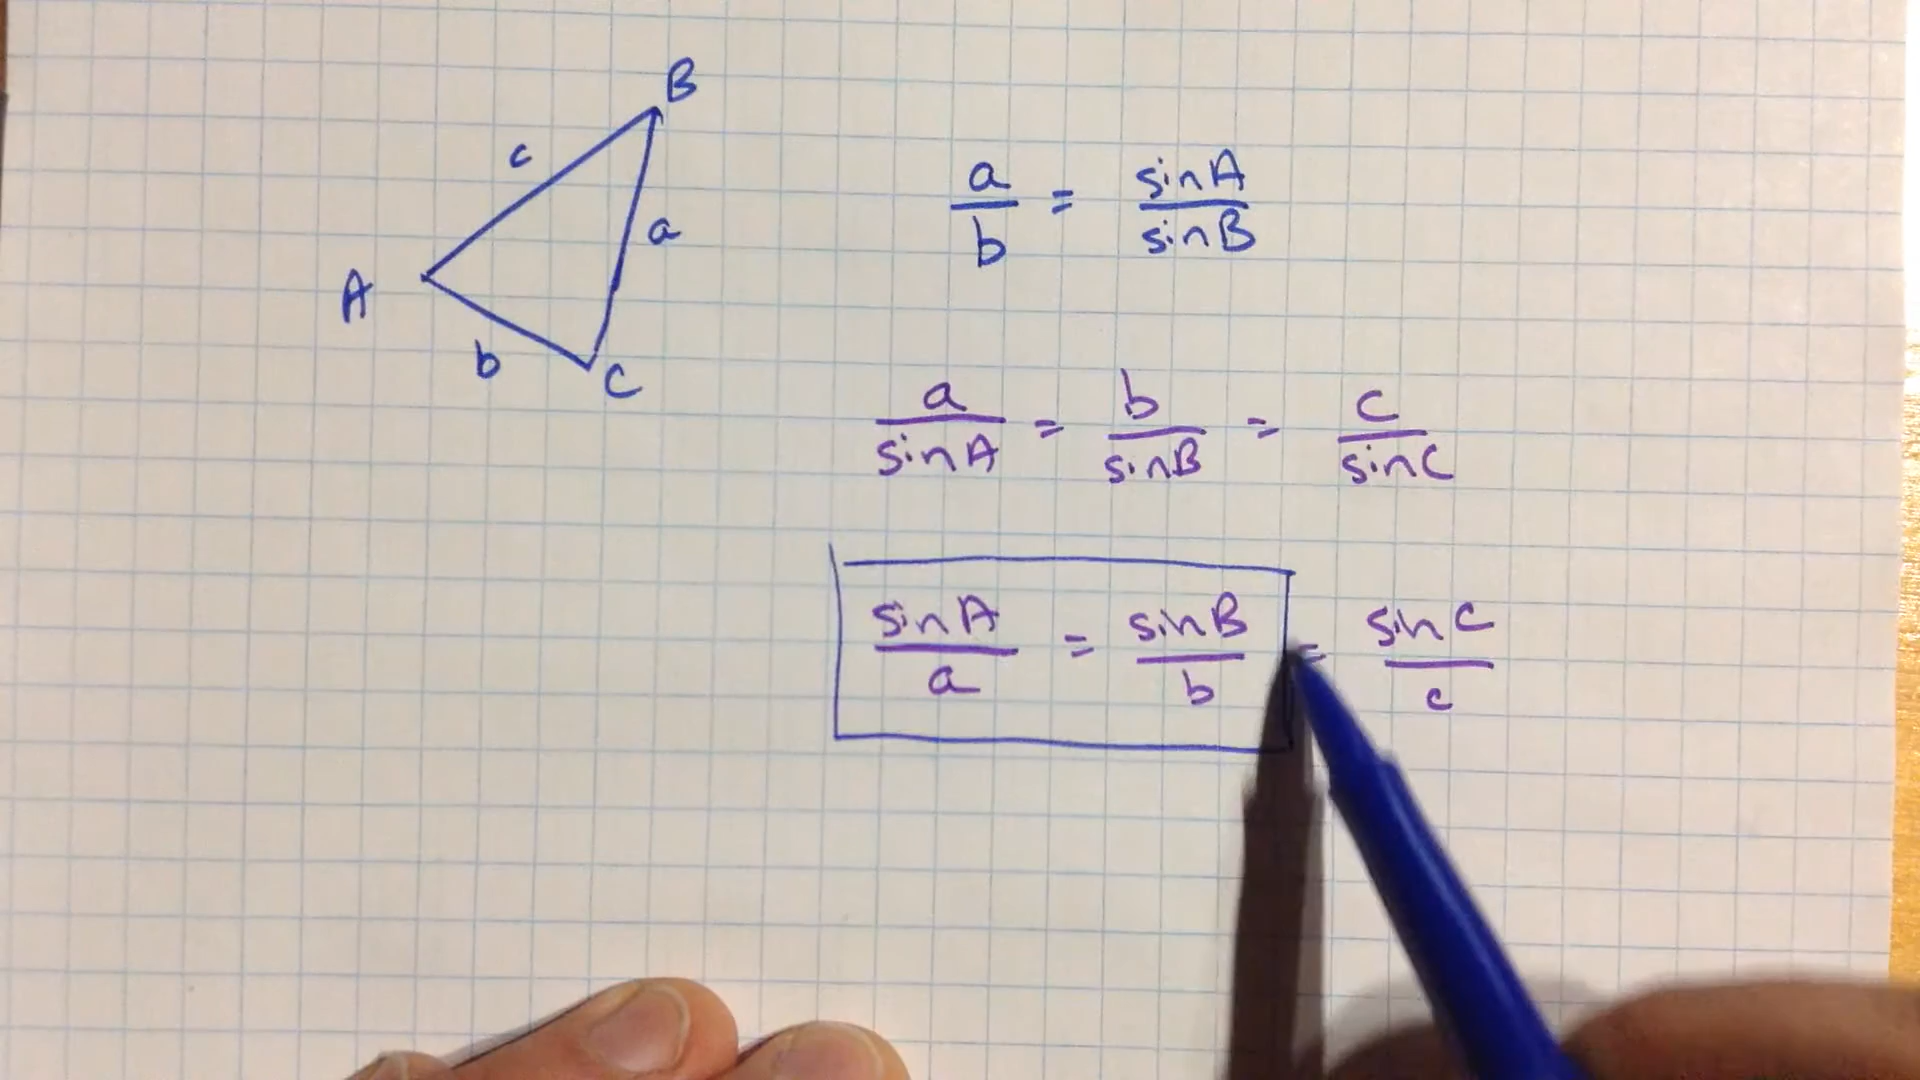 B
c
a
A
b
C
a/b = sinA/sinB
a/sinA = b/sinB = c/sinC
sinA/a = sinB/b = sinC/c